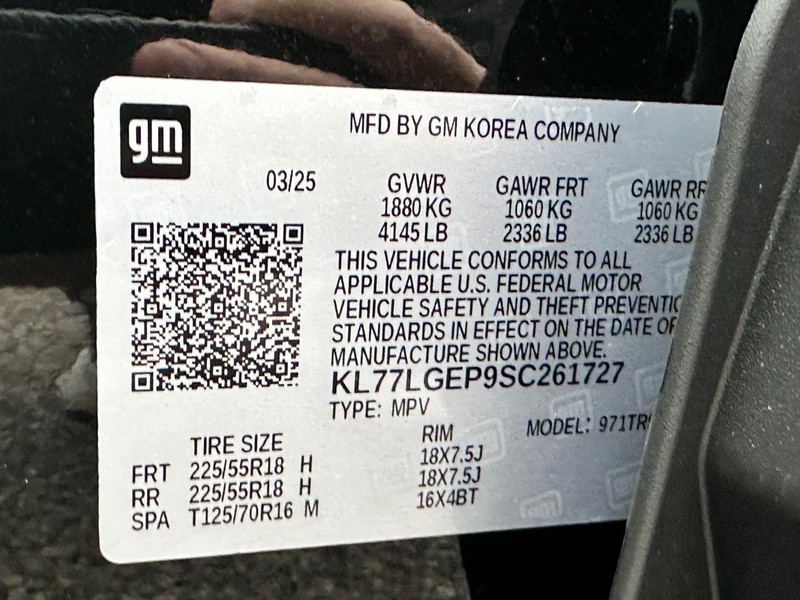 gm
MFD BY GM KOREA COMPANY
03/25
GVWR GAWR FRT GAWR RR
1880 KG 1060 KG 1060 KG
4145 LB 2336 LB 2336 LB
THIS VEHICLE CONFORMS TO ALL
APPLICABLE U.S. FEDERAL MOTOR
VEHICLE SAFETY AND THEFT
STANDARDS IN EFFECT ON THE DATE
MANUFACTURE SHOWN ABOVE.
KL77LGEP9SC261727
TYPE: MPV
MODEL:
TIRE SIZE RIM
FRT 225/55R18 H 18X7.5J
RR 225/55R18 H 18X7.5J
SPA T125/70R16 M 16X4BT